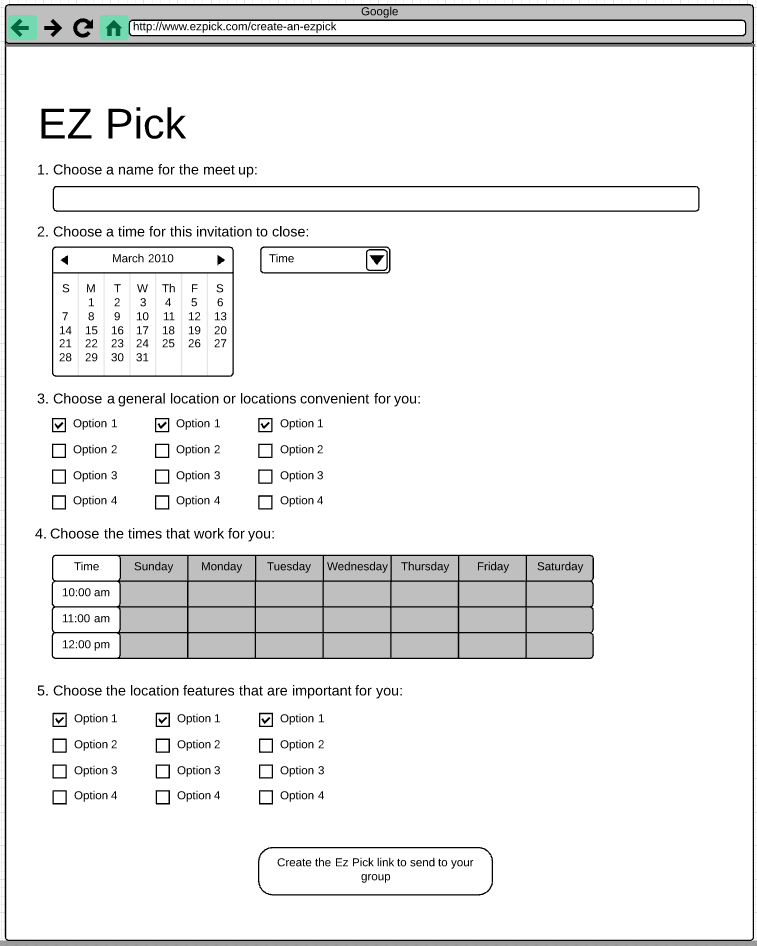 Google
http://www.ezpick.com/create-an-ezpick
EZ Pick
1. Choose a name for the meet up:
2. Choose a time for this invitation to close:
March 2010
Time
S M T W Th F S
1 2 3 4 5 6
7 8 9 10 11 12 13
14 15 16 17 18 19 20
21 22 23 24 25 26 27
28 29 30 31
3. Choose a general location or locations convenient for you:
Option 1 Option 1 Option 1
Option 2 Option 2 Option 2
Option 3 Option 3 Option 3
Option 4 Option 4 Option 4
4. Choose the times that work for you:
Time Sunday Monday Tuesday Wednesday Thursday Friday Saturday
10:00 am
11:00 am
12:00 pm
5. Choose the location features that are important for you:
Option 1 Option 1 Option 1
Option 2 Option 2 Option 2
Option 3 Option 3 Option 3
Option 4 Option 4 Option 4
Create the Ez Pick link to send to your
group